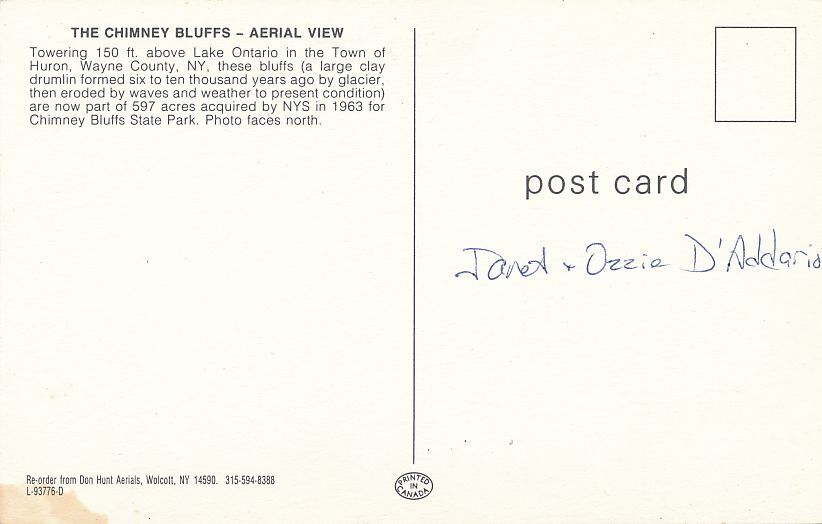 THE CHIMNEY BLUFFS – AERIAL VIEW
Towering 150 ft. above Lake Ontario in the Town of
Huron, Wayne County, NY, these bluffs (a large clay
drumlin formed six to ten thousand years ago by glacier,
then eroded by waves and weather to present condition)
are now part of 597 acres acquired by NYS in 1963 for
Chimney Bluffs State Park. Photo faces north.
post card
Janet + Ozzie D'Addario
Re-order from Don Hunt Aerials, Wolcott, NY 14590. 315-594-8388
L-93776-D
PRINTED
IN
CANADA